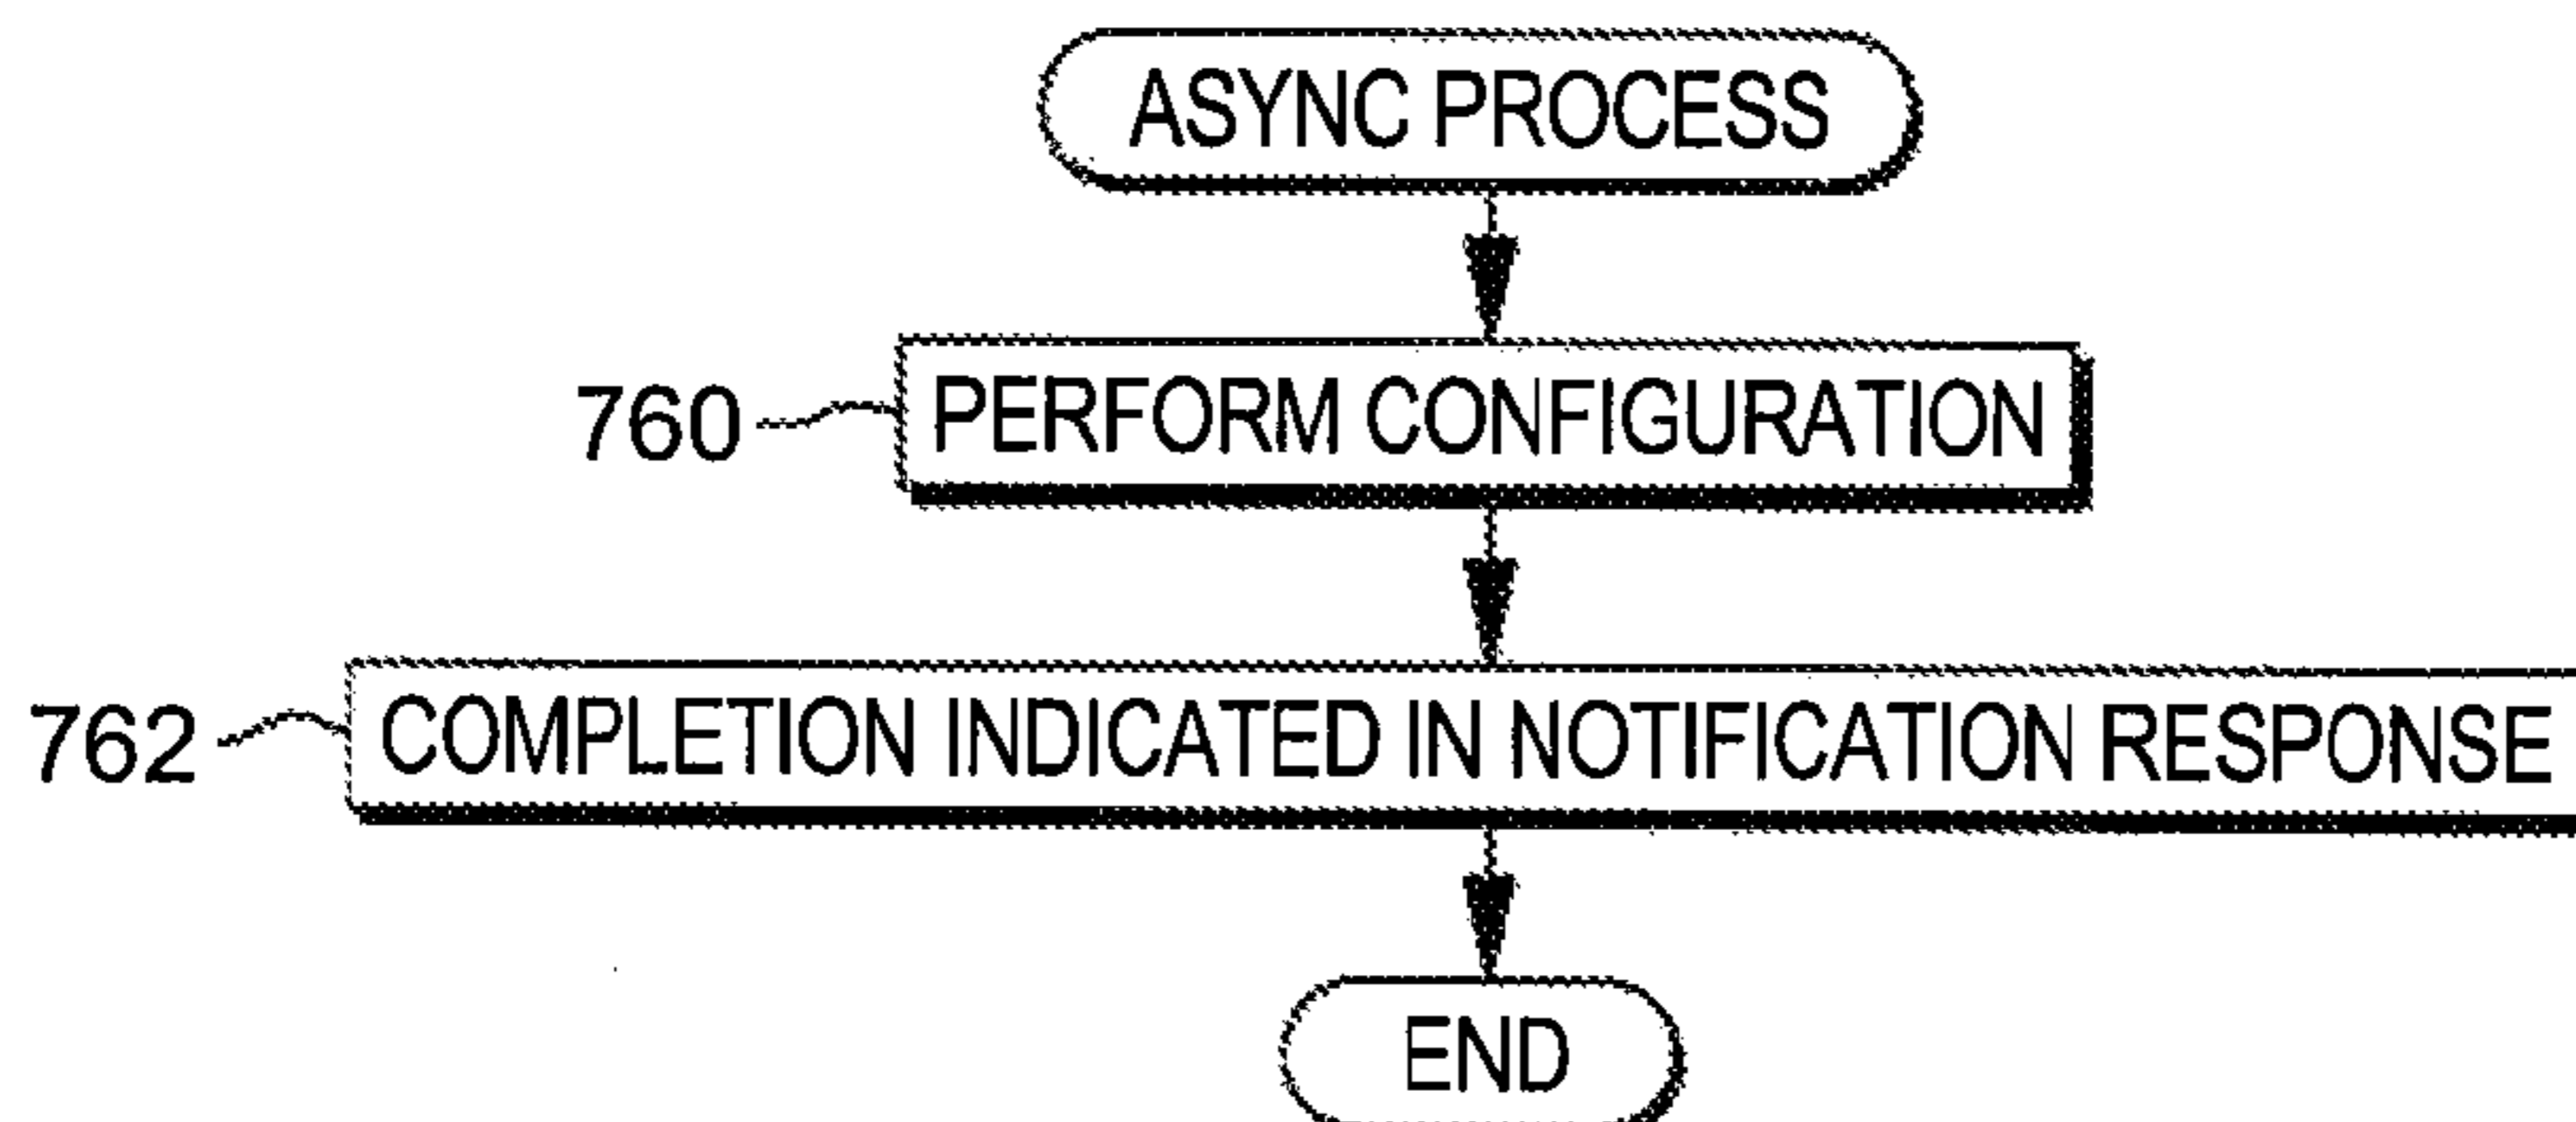 ASYNC PROCESS
760 PERFORM CONFIGURATION
762 COMPLETION INDICATED IN NOTIFICATION RESPONSE
END